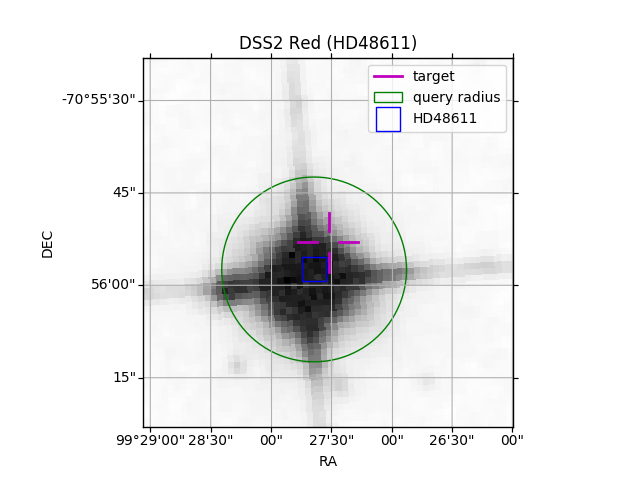 DSS2 Red (HD48611)
target
query radius
HD48611
-70°55'30"
45"
56'00"
15"
DEC
99°29'00" 28'30" 00" 27'30" 00" 26'30" 00"
RA